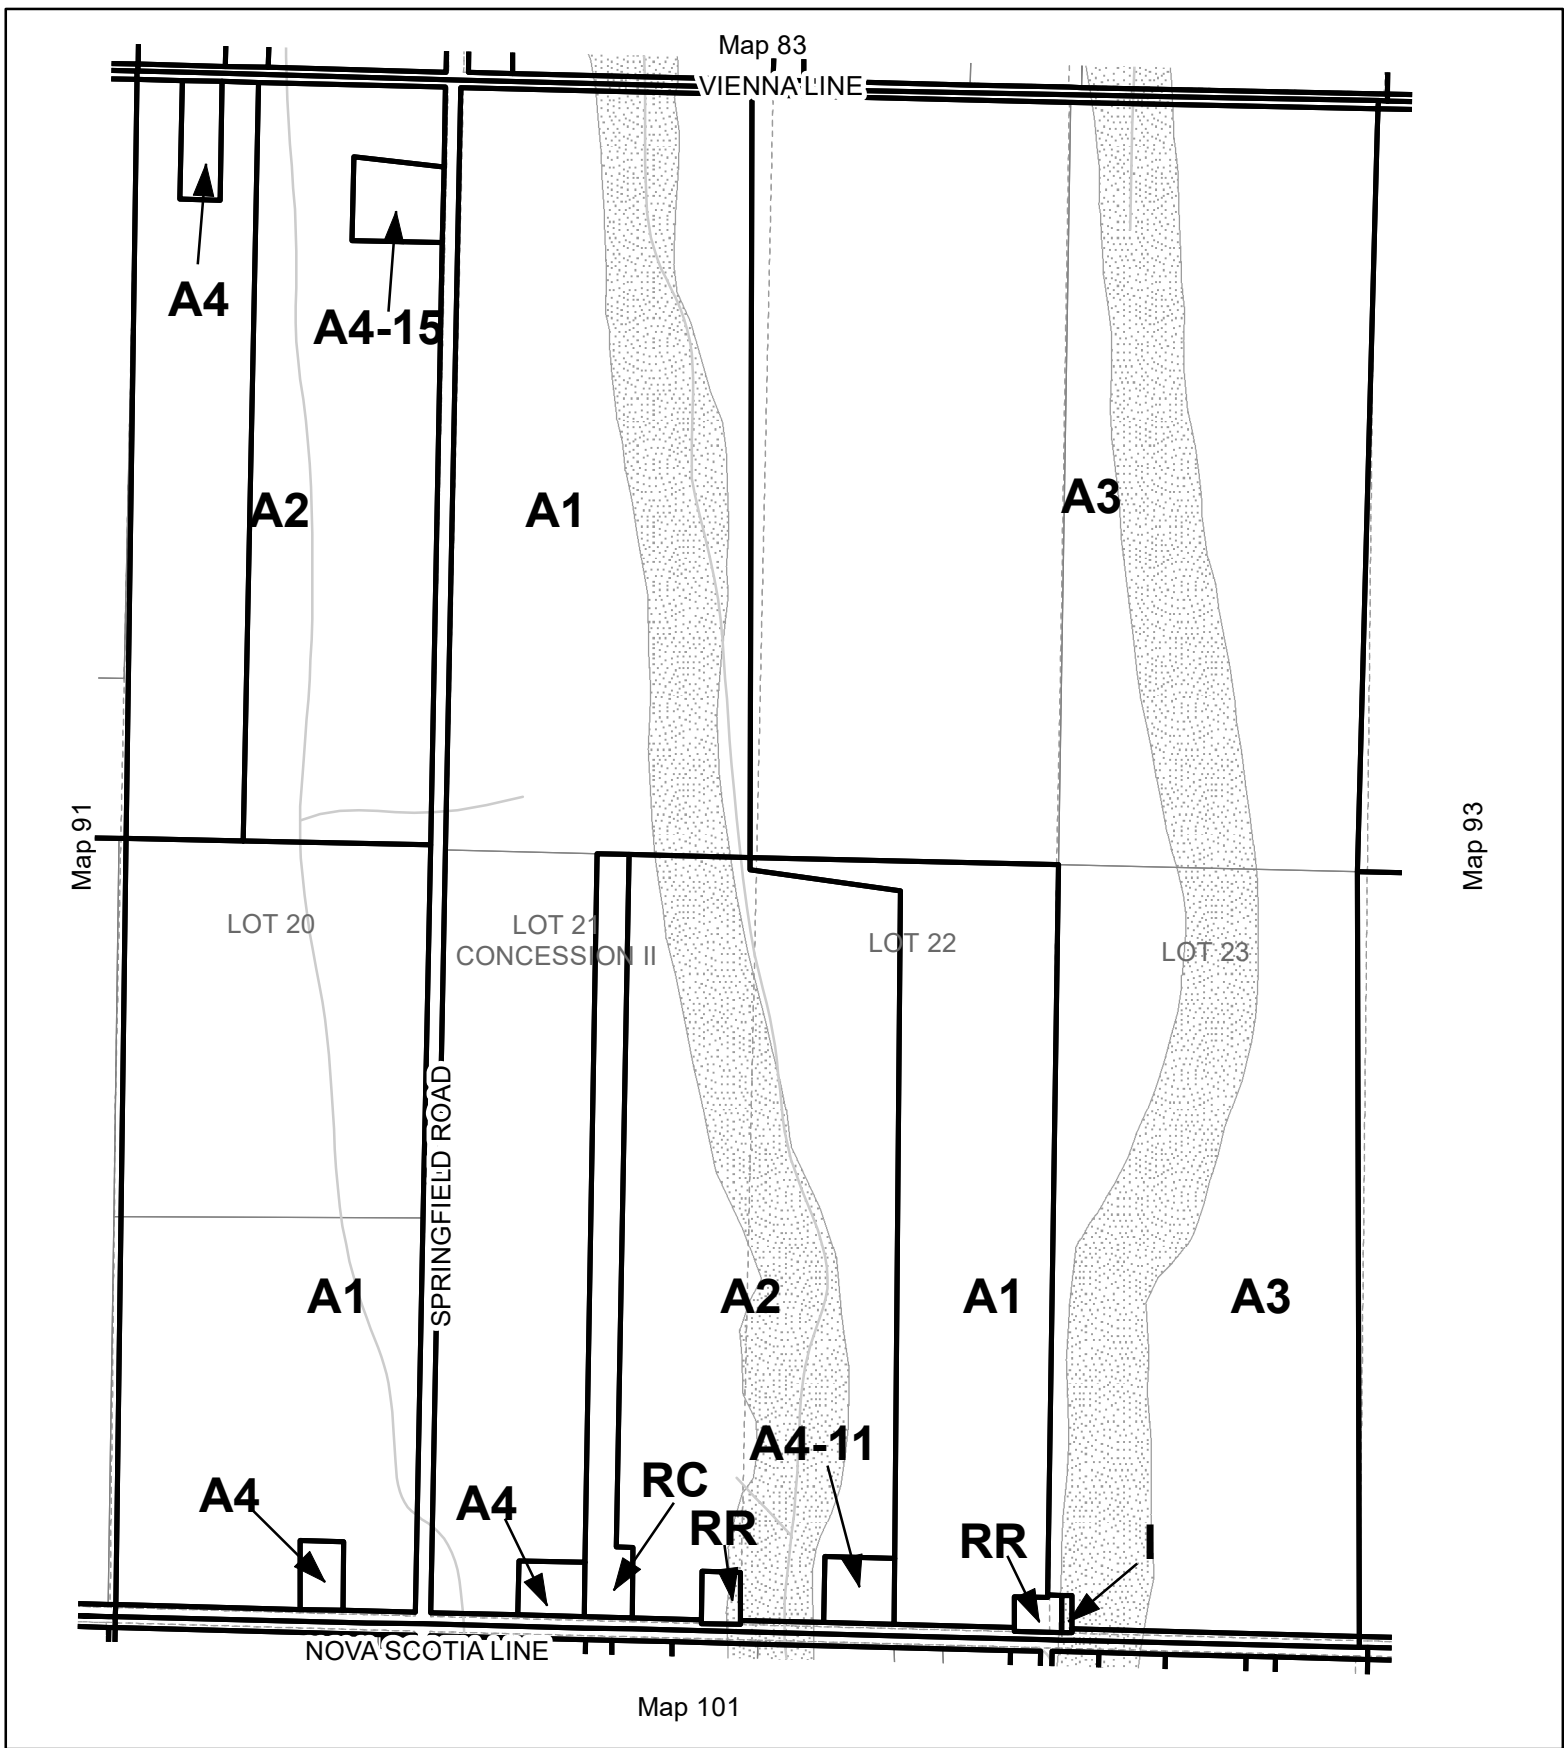 Map 83
VIENNA LINE
A4
A4-15
A2
A1
A3
Map 91
Map 93
LOT 20
LOT 21
CONCESSION II
LOT 22
LOT 23
SPRINGFIELD ROAD
A1
A2
A1
A3
A4-11
RC
A4
A4
RR
RR
I
NOVA SCOTIA LINE
Map 101